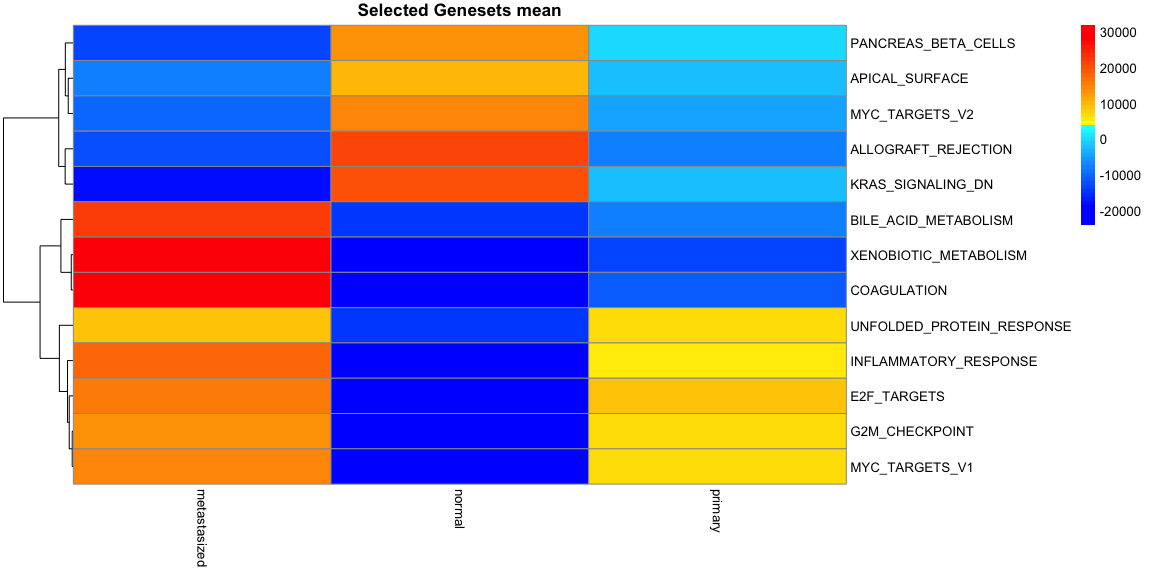 Selected Genesets mean
PANCREAS_BETA_CELLS
APICAL_SURFACE
MYC_TARGETS_V2
ALLOGRAFT_REJECTION
KRAS_SIGNALING_DN
BILE_ACID_METABOLISM
XENOBIOTIC_METABOLISM
COAGULATION
UNFOLDED_PROTEIN_RESPONSE
INFLAMMATORY_RESPONSE
E2F_TARGETS
G2M_CHECKPOINT
MYC_TARGETS_V1
30000
20000
10000
0
-10000
-20000
metastasized
normal
primary